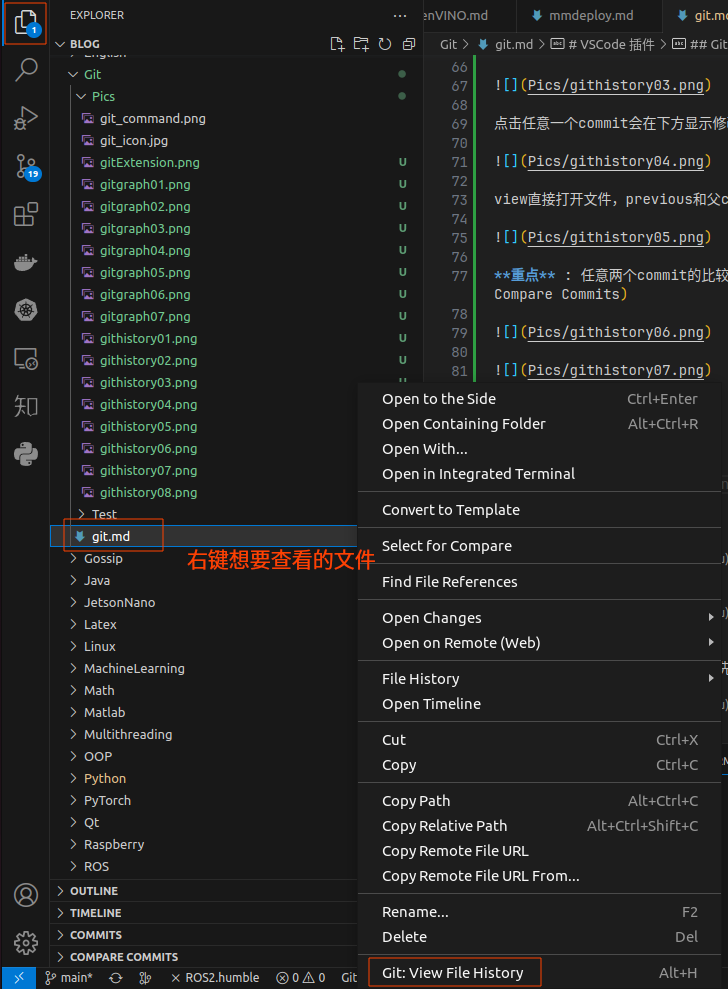 EXPLORER
enVINO.md
mmdeploy.md
git.m
BLOG
Git > git.md > # VSCode 插件 > ## Git
Git
Pics
git_command.png
git_icon.jpg
gitExtension.png U
gitgraph01.png U
gitgraph02.png U
gitgraph03.png U
gitgraph04.png U
gitgraph05.png U
gitgraph06.png U
gitgraph07.png U
githistory01.png U
githistory02.png U
githistory03.png U
githistory04.png
githistory05.png
githistory06.png
githistory07.png
githistory08.png
Test
git.md
右键想要查看的文件
Gossip
Java
JetsonNano
Latex
Linux
MachineLearning
Math
Matlab
Multithreading
OOP
Python
PyTorch
Qt
Raspberry
ROS
OUTLINE
TIMELINE
COMMITS
COMPARE COMMITS
1
19
知
66
67 ![](Pics/githistory03.png)
68
69 点击任意一个commit会在下方显示修
70
71 ![](Pics/githistory04.png)
72
73 view直接打开文件，previous和父c
74
75 ![](Pics/githistory05.png)
76
77 **重点** : 任意两个commit的比较
Compare Commits)
78
79 ![](Pics/githistory06.png)
80
81 ![](Pics/githistory07.png)
Open to the Side Ctrl+Enter
Open Containing Folder Alt+Ctrl+R
Open With...
Open in Integrated Terminal
Convert to Template
Select for Compare
Find File References
Open Changes
Open on Remote (Web)
File History
Open Timeline
Cut Ctrl+X
Copy Ctrl+C
Copy Path Alt+Ctrl+C
Copy Relative Path Alt+Ctrl+Shift+C
Copy Remote File URL
Copy Remote File URL From...
Rename... F2
Delete Del
Git: View File History Alt+H
main* ROS2.humble 0 0 Git